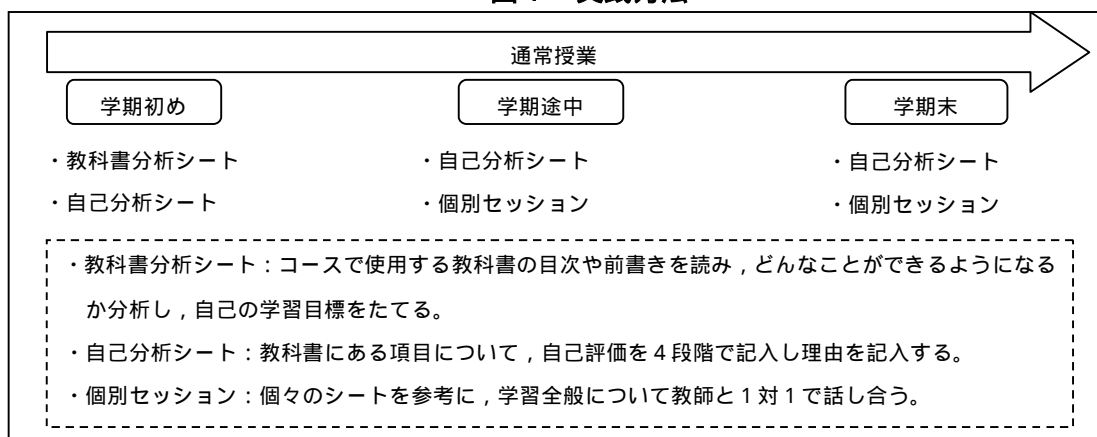 通常授業
学期初め
学期途中
学期末
・教科書分析シート
・自己分析シート
・自己分析シート
・自己分析シート
・個別セッション
・個別セッション
・教科書分析シート：コースで使用する教科書の目次や前書きを読み，どんなことができるようになる
か分析し，自己の学習目標をたてる。
・自己分析シート：教科書にある項目について，自己評価を４段階で記入し理由を記入する。
・個別セッション：個々のシートを参考に，学習全般について教師と１対１で話し合う。